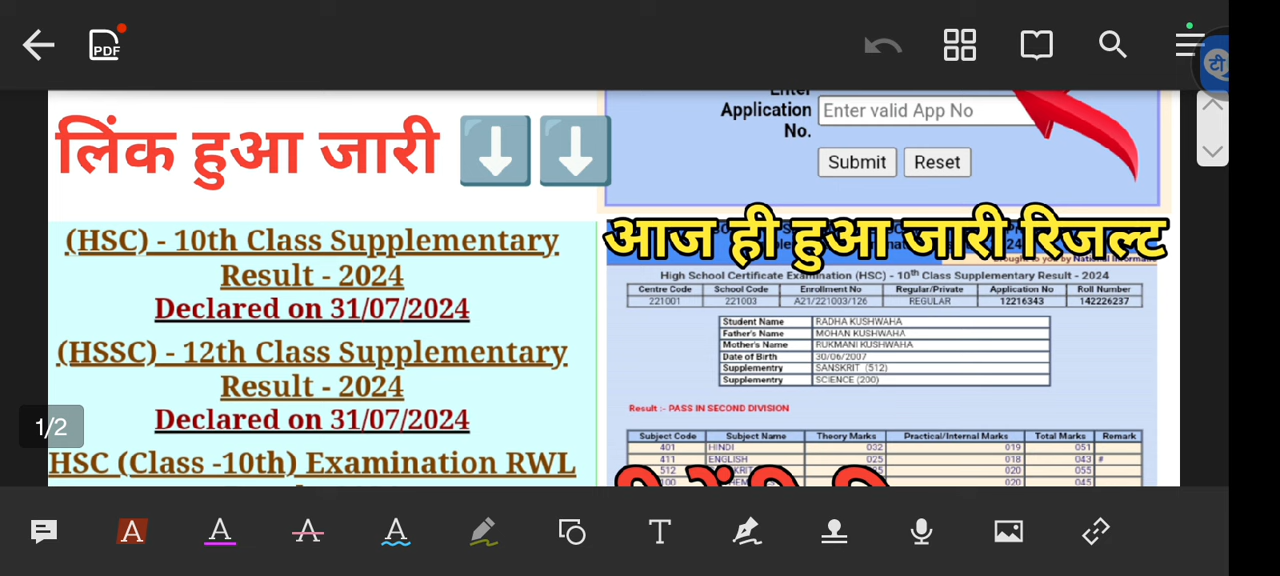 PDF
टी
Enter
Application
No.
Enter valid App No
Submit Reset
लिंक हुआ जारी
(HSC) - 10th Class Supplementary
Result - 2024
Declared on 31/07/2024
(HSSC) - 12th Class Supplementary
Result - 2024
Declared on 31/07/2024
HSC (Class -10th) Examination RWL
1/2
आज ही हुआ जारी रिजल्ट
High School Certificate Examination (HSC) - 10th Class Supplementary Result - 2024
Centre Code School Code Enrollment No Regular/Private Application No Roll Number
221001 221003 A21/221003/126 REGULAR 12216343 142226237
Student Name RADHA KUSHWAHA
Father's Name MOHAN KUSHWAHA
Mother's Name RUKMANI KUSHWAHA
Date of Birth 30/06/2007
Supplementry SANSKRIT (512)
Supplementry SCIENCE (200)
Result :- PASS IN SECOND DIVISION
Subject Code Subject Name Theory Marks Practical/Internal Marks Total Marks Remark
401 HINDI 032 019 051
411 ENGLISH 025 018 043 #
512 020 055
100 020 045
A A A A T